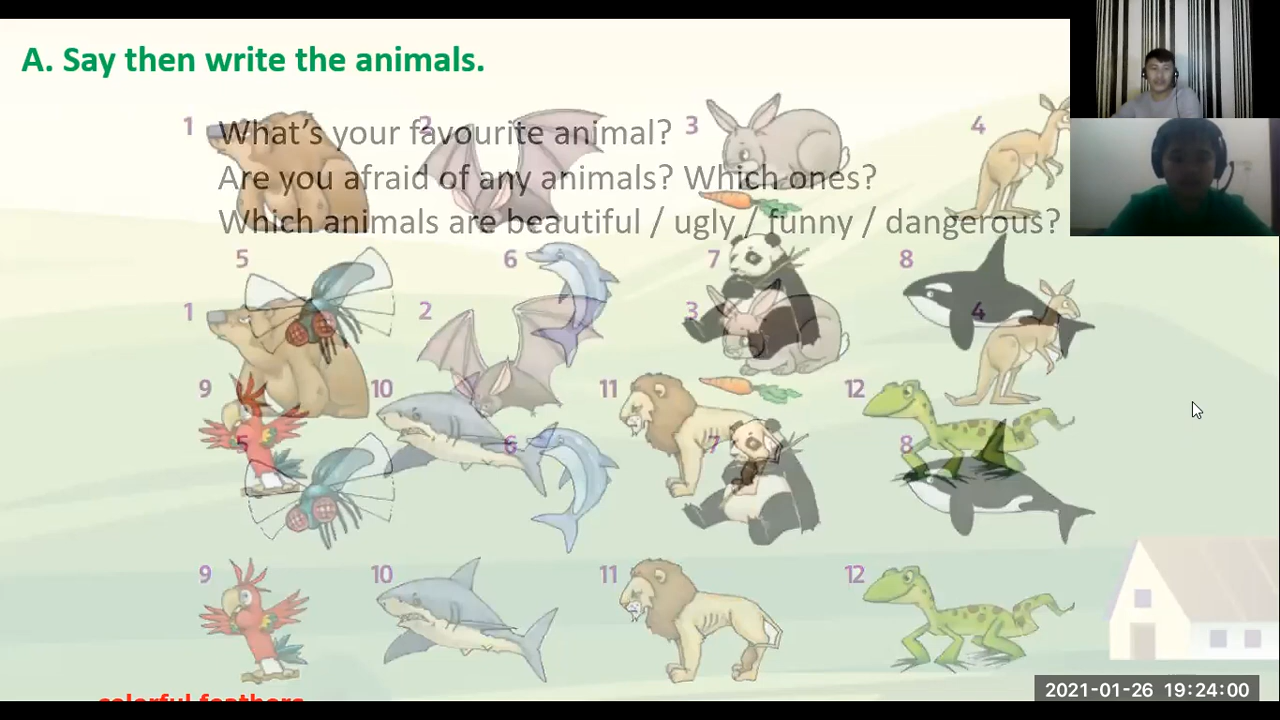 A. Say then write the animals.
What's your favourite animal?
Are you afraid of any animals? Which ones?
Which animals are beautiful / ugly / funny / dangerous?
1 2 3 4
5 6 7 8
1 2 3 4
9 10 11 12
5 6 7 8
9 10 11 12
colorful feathers
2021-01-26 19:24:00